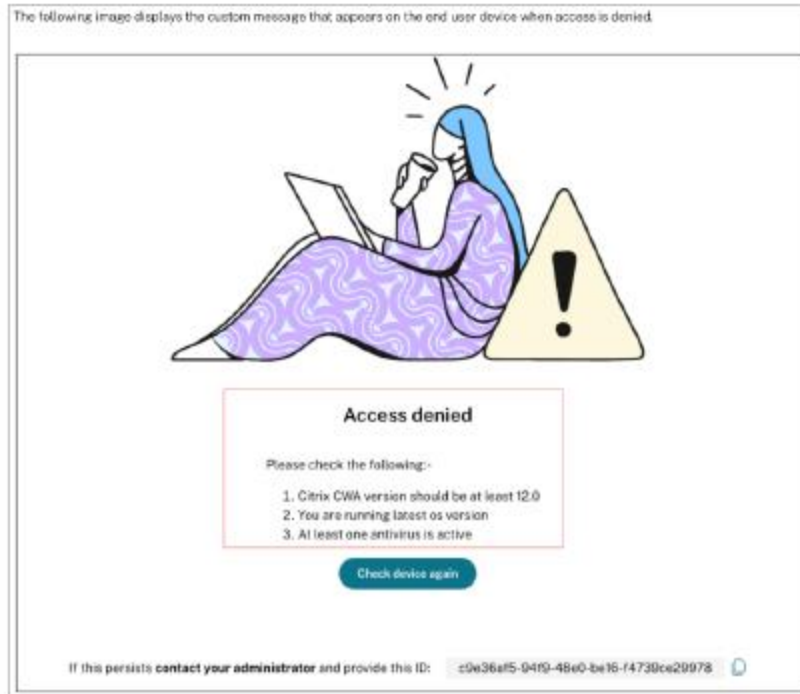 The following image displays the custom message that appears on the end user device when access is denied.
Access denied
Please check the following:-
1. Citrix CWA version should be at least 12.0
2. You are running latest os version
3. At least one antivirus is active
Check device again
If this persists contact your administrator and provide this ID: